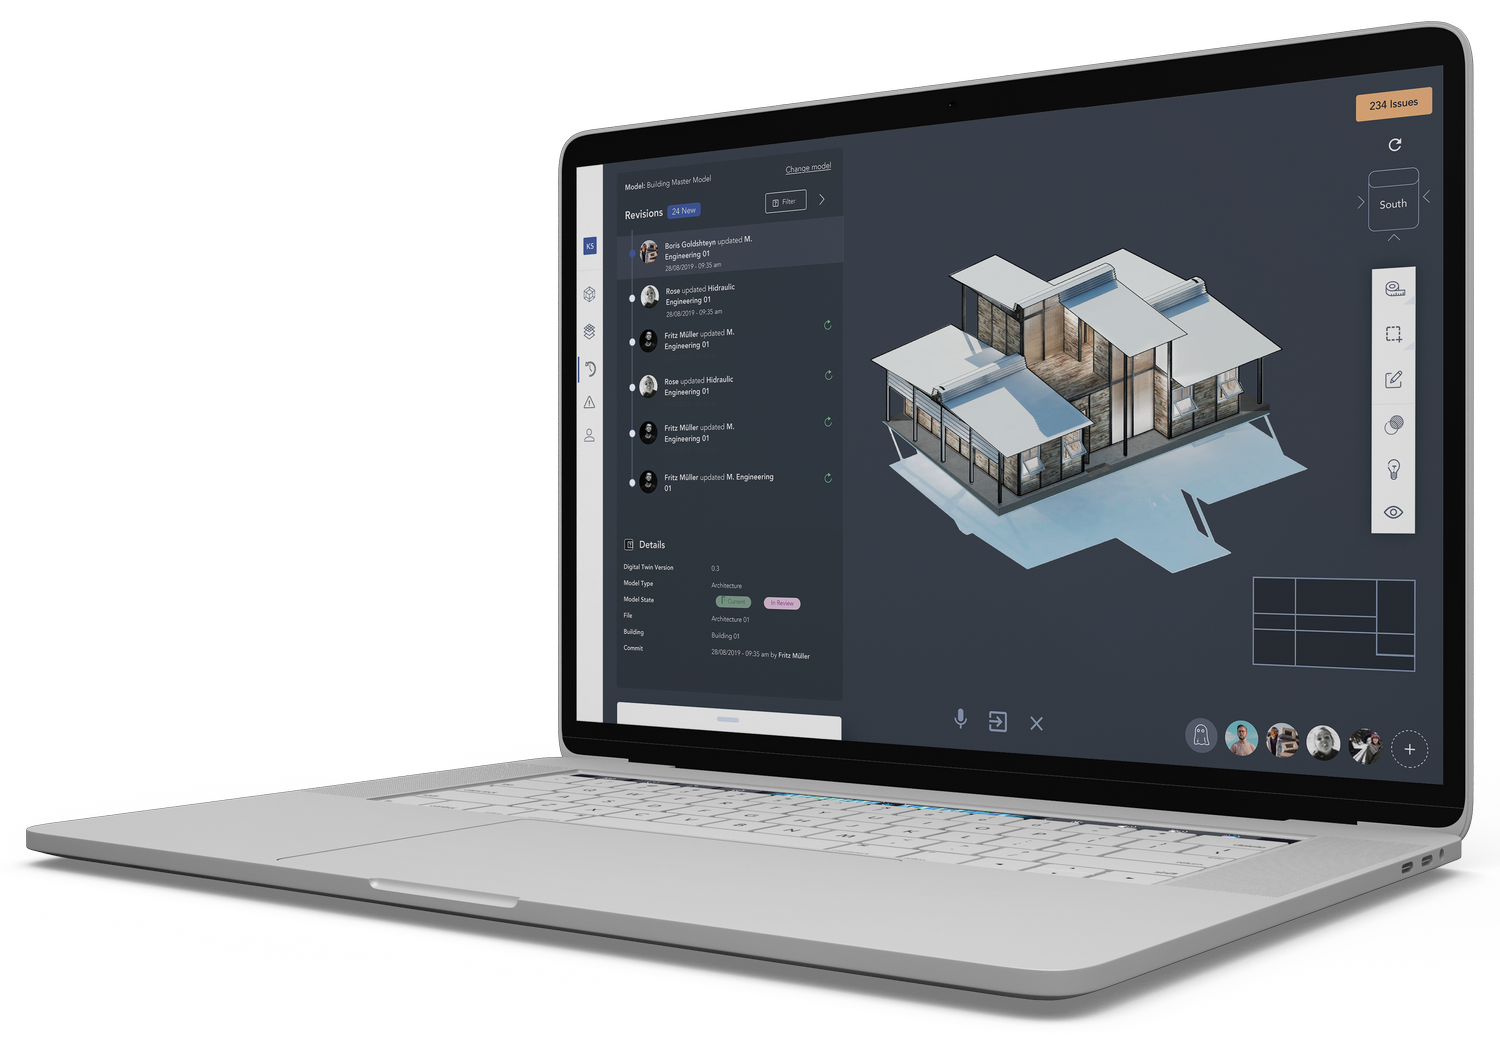 234 Issues
South
KS
Model: Building Master Model
Change model
Revisions
24 New
Filter
Boris Goldshteyn updated M.
Engineering 01
28/08/2019 - 09:35 am
Rose updated Hidraulic
Engineering 01
28/08/2019 - 09:35 am
Fritz Müller updated M.
Engineering 01
Rose updated Hidraulic
Engineering 01
Fritz Müller updated M.
Engineering 01
Fritz Müller updated M. Engineering
01
Details
Digital Twin Version
0.3
Model Type
Architecture
Model State
Current
In Review
File
Architecture 01
Building
Building 01
Commit
28/08/2019 - 09:35 am by Fritz Müller